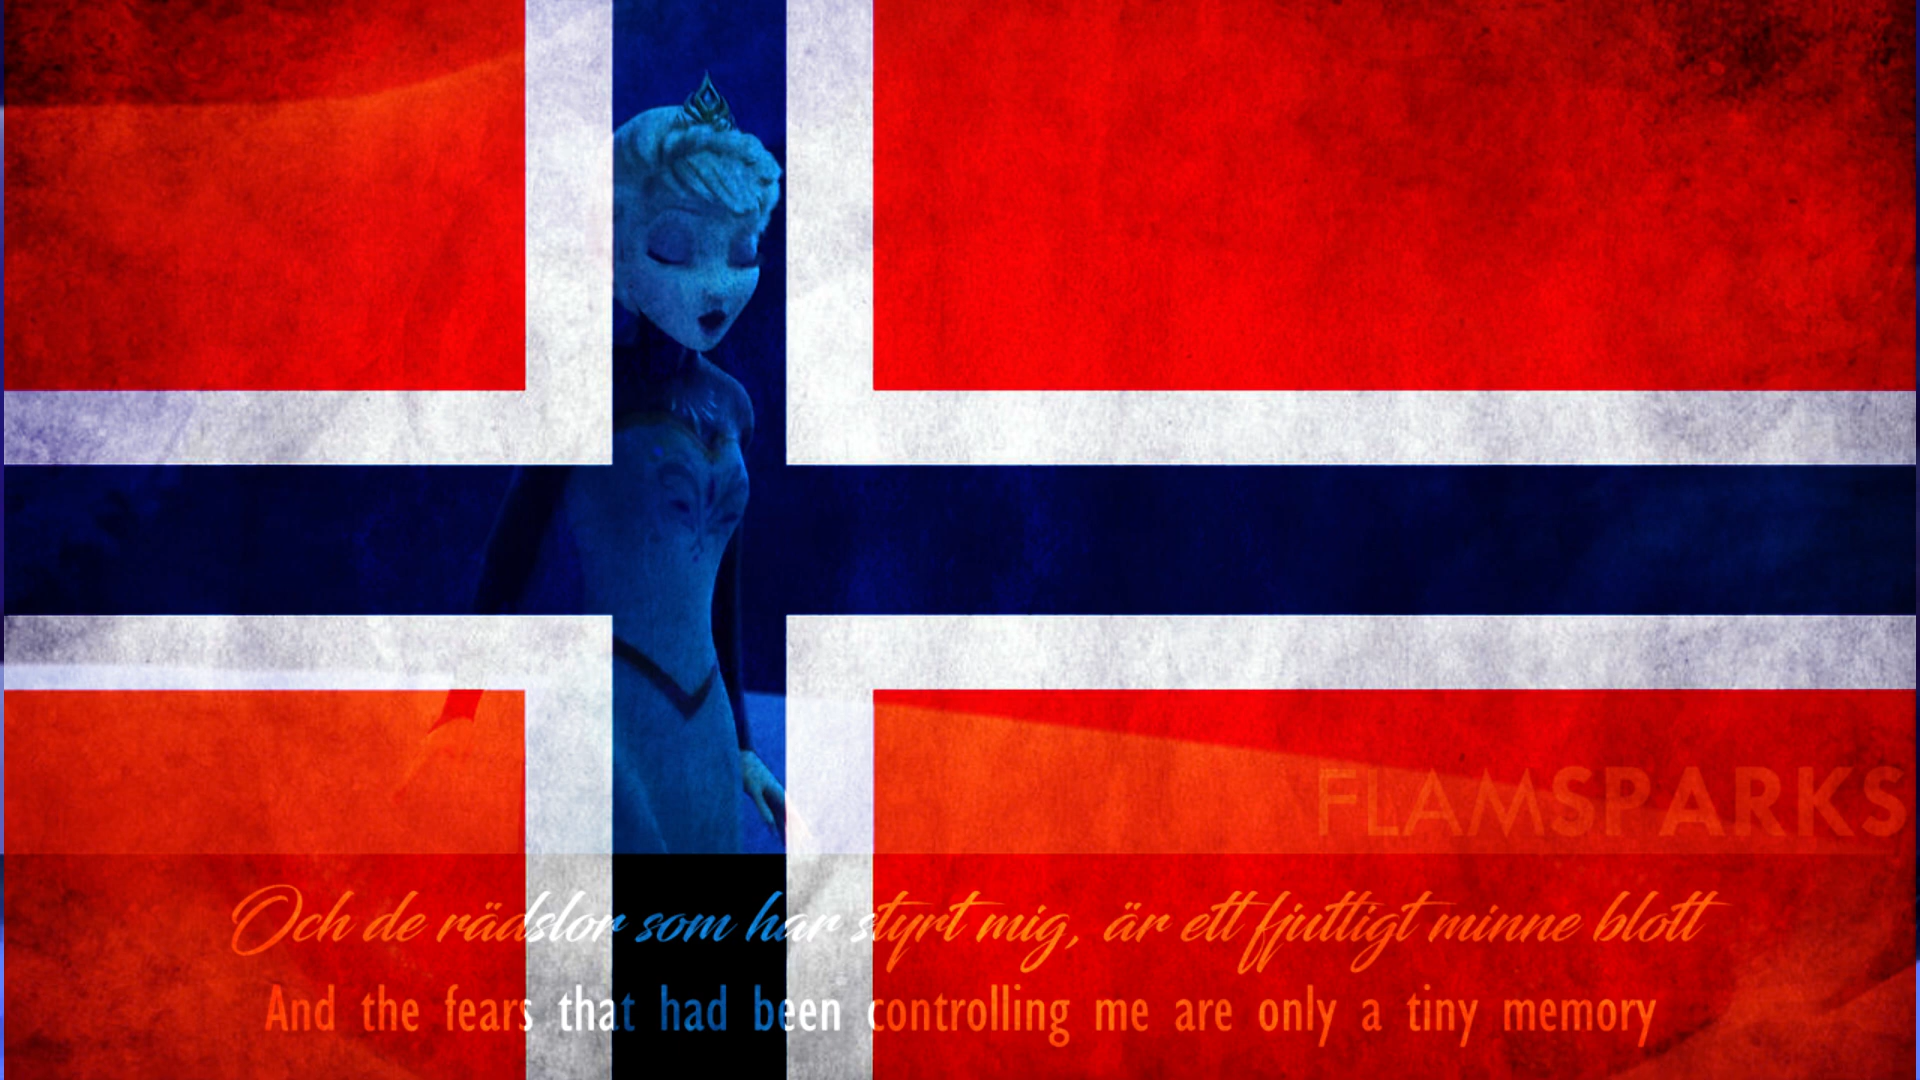 FLAMSPARKS
Och de rädslor som har styrt mig, är ett fjuttigt minne blott
And the fears that had been controlling me are only a tiny memory